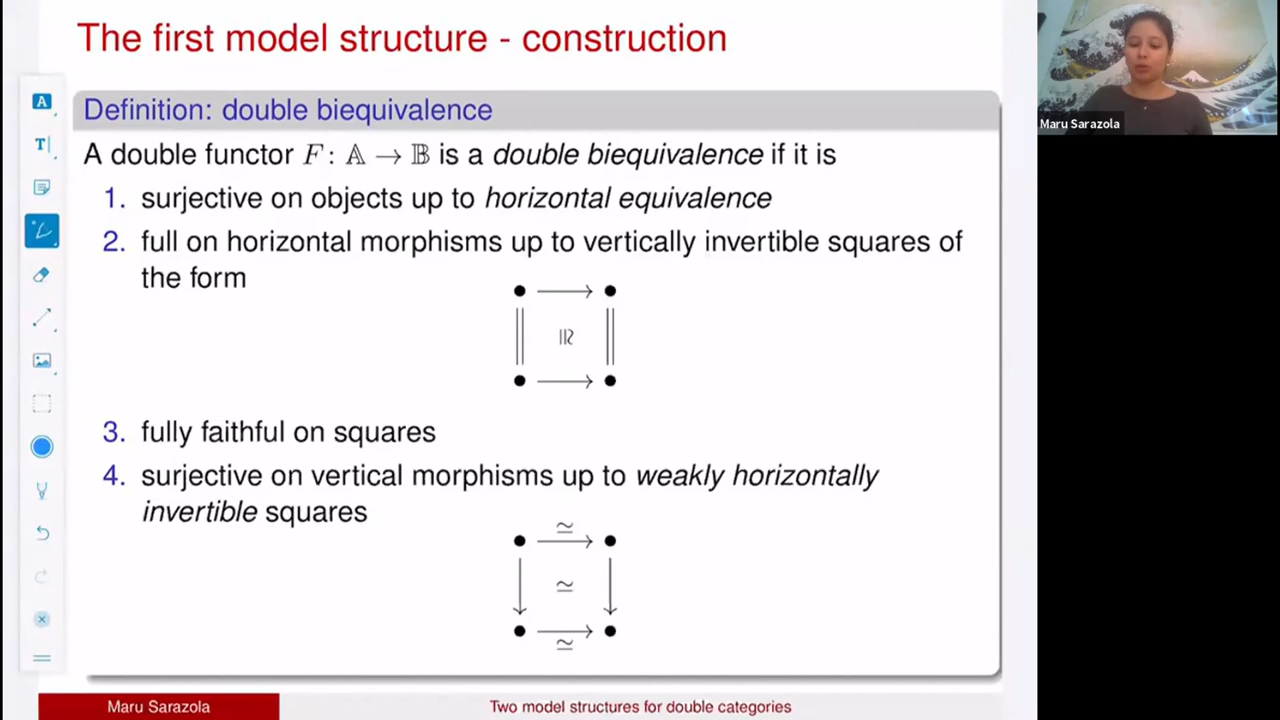 The first model structure - construction
Definition: double biequivalence
A double functor F : 𝔸 → 𝔹 is a double biequivalence if it is
1. surjective on objects up to horizontal equivalence
2. full on horizontal morphisms up to vertically invertible squares of
the form
• → •
≅
• → •
3. fully faithful on squares
4. surjective on vertical morphisms up to weakly horizontally
invertible squares
≃
• → •
↓ ≃ ↓
• → •
≃
Maru Sarazola
Two model structures for double categories
Maru Sarazola
A
T